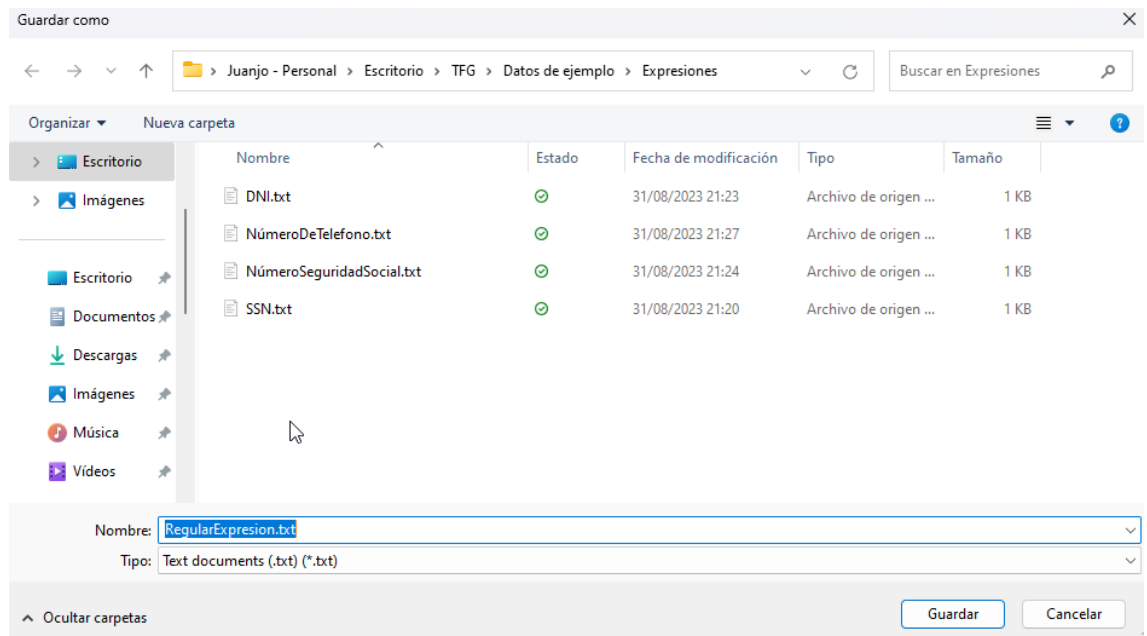 Guardar como
Juanjo - Personal > Escritorio > TFG > Datos de ejemplo > Expresiones
Buscar en Expresiones
Organizar Nueva carpeta
Escritorio
Imágenes
Escritorio
Documentos
Descargas
Imágenes
Música
Vídeos
Nombre Estado Fecha de modificación Tipo Tamaño
DNI.txt 31/08/2023 21:23 Archivo de origen ... 1 KB
NúmeroDeTelefono.txt 31/08/2023 21:27 Archivo de origen ... 1 KB
NúmeroSeguridadSocial.txt 31/08/2023 21:24 Archivo de origen ... 1 KB
SSN.txt 31/08/2023 21:20 Archivo de origen ... 1 KB
Nombre: RegularExpresion.txt
Tipo: Text documents (.txt) (*.txt)
Ocultar carpetas Guardar Cancelar